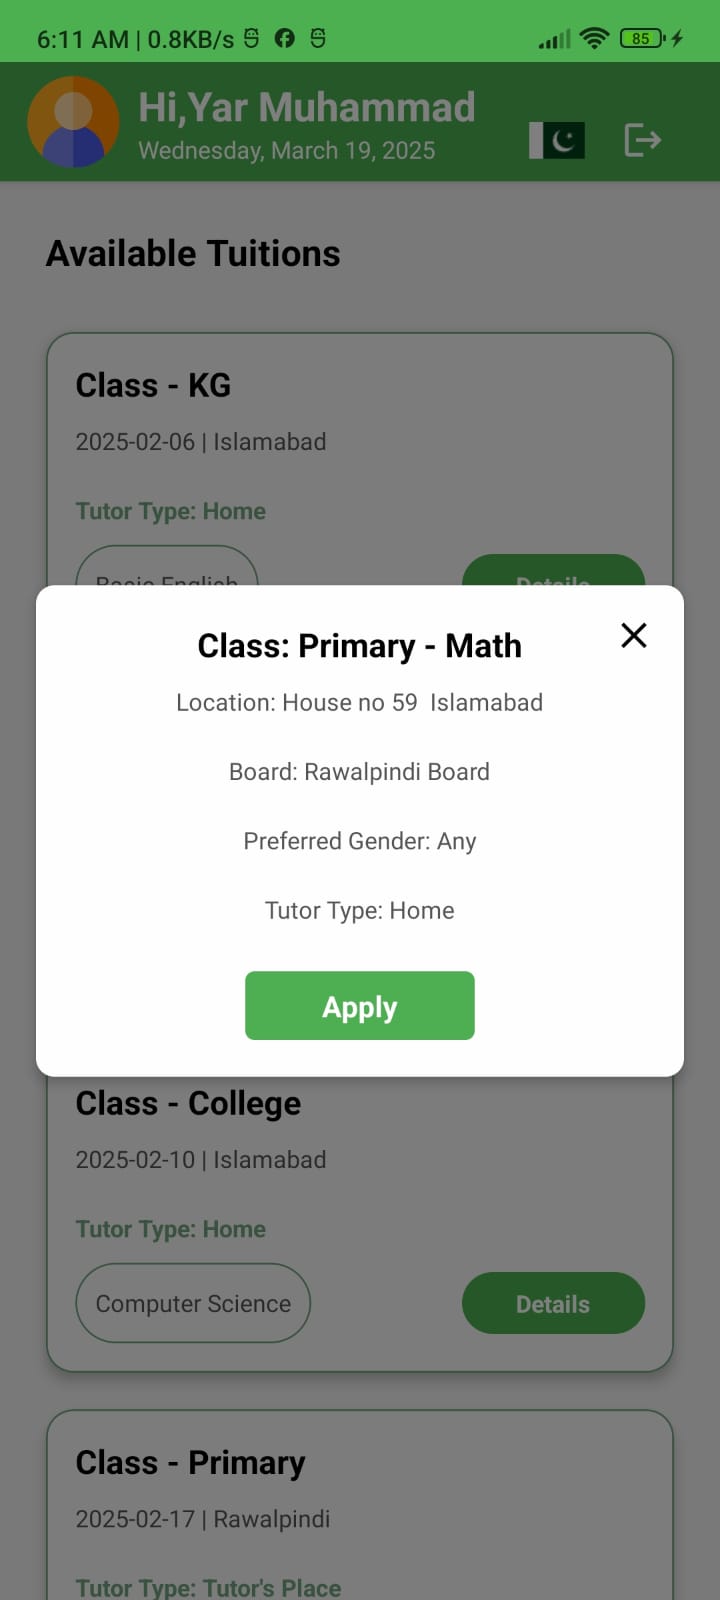 6:11 AM | 0.8KB/s
85
Hi,Yar Muhammad
Wednesday, March 19, 2025
Available Tuitions
Class - KG
2025-02-06 | Islamabad
Tutor Type: Home
Basic English
Details
Class: Primary - Math
Location: House no 59  Islamabad
Board: Rawalpindi Board
Preferred Gender: Any
Tutor Type: Home
Apply
Class - College
2025-02-10 | Islamabad
Tutor Type: Home
Computer Science
Details
Class - Primary
2025-02-17 | Rawalpindi
Tutor Type: Tutor's Place